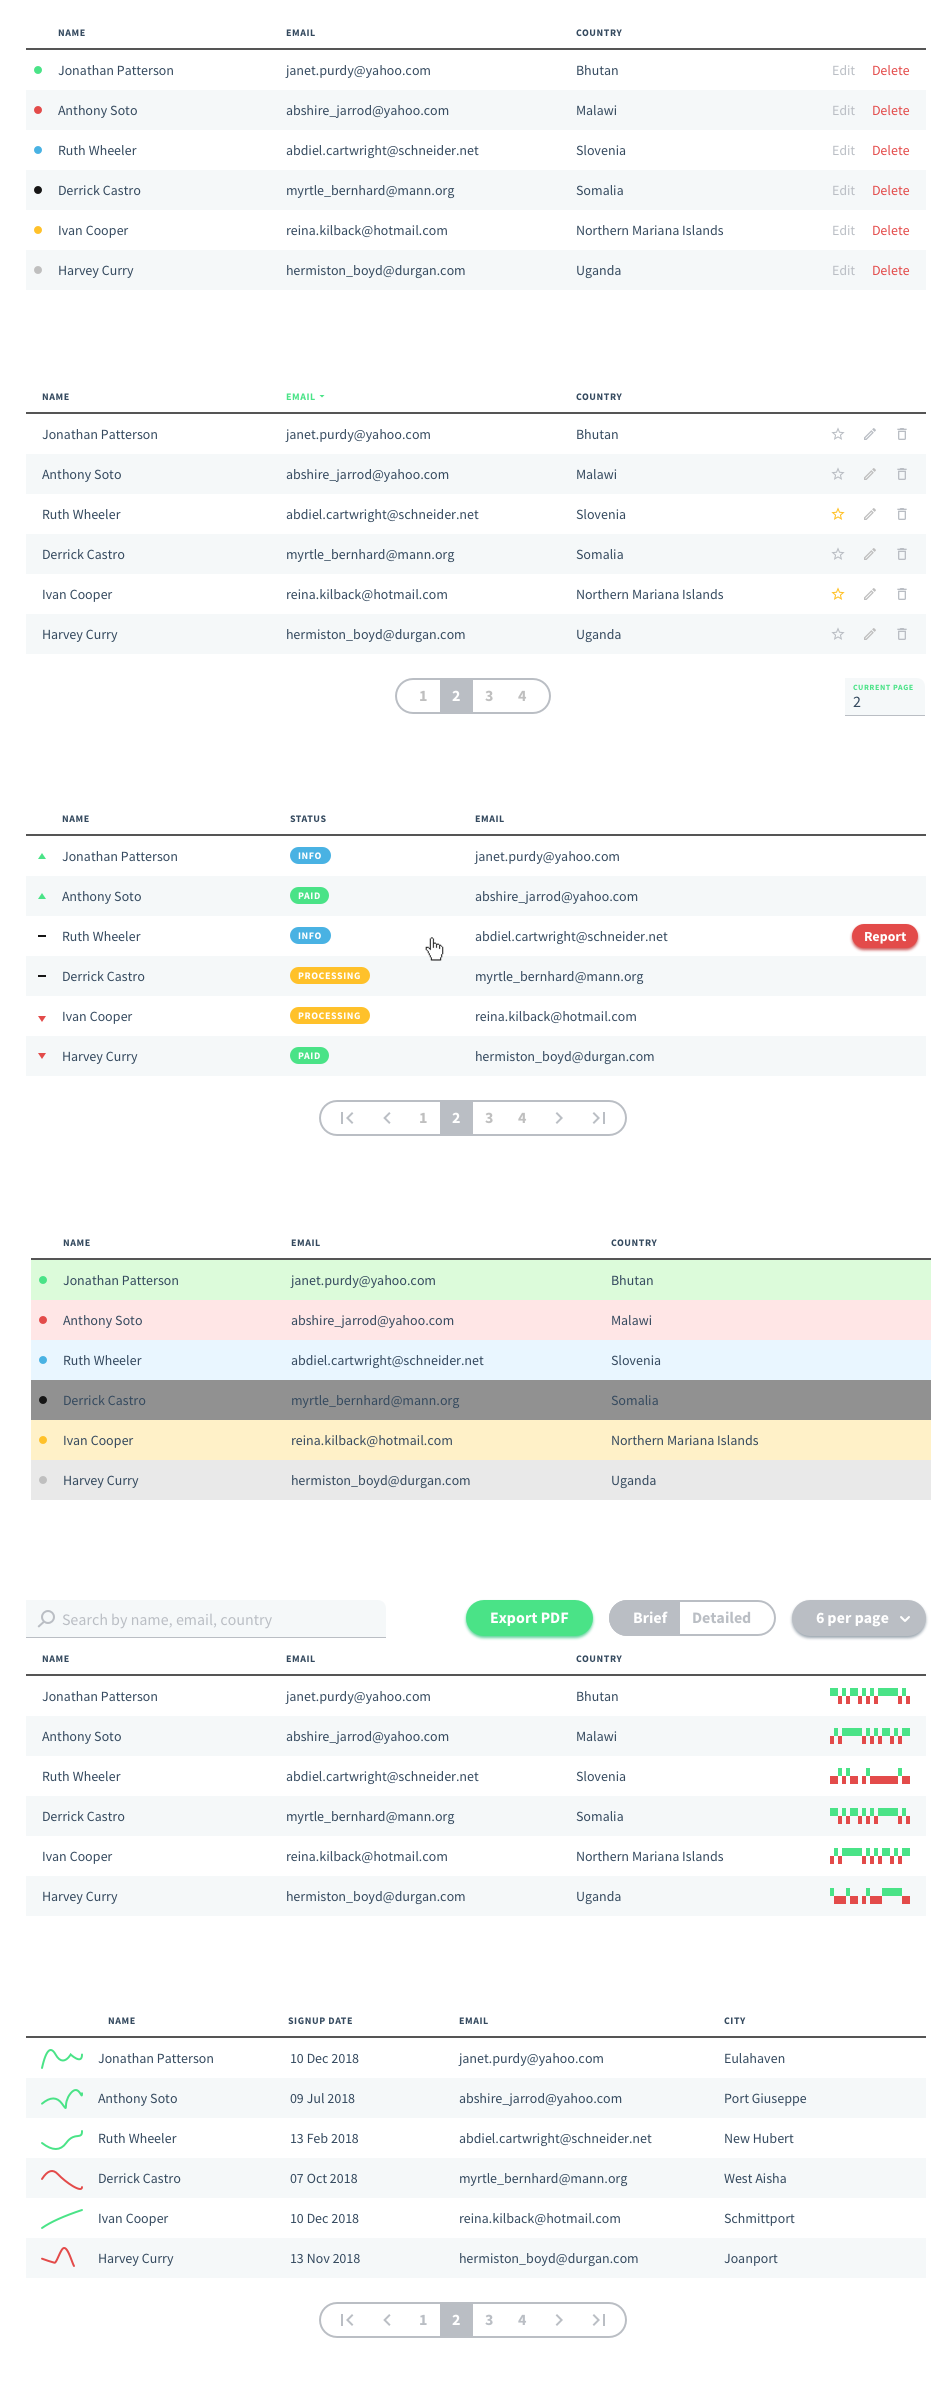 NAME EMAIL COUNTRY
Jonathan Patterson janet.purdy@yahoo.com Bhutan Edit Delete
Anthony Soto abshire_jarrod@yahoo.com Malawi Edit Delete
Ruth Wheeler abdiel.cartwright@schneider.net Slovenia Edit Delete
Derrick Castro myrtle_bernhard@mann.org Somalia Edit Delete
Ivan Cooper reina.kilback@hotmail.com Northern Mariana Islands Edit Delete
Harvey Curry hermiston_boyd@durgan.com Uganda Edit Delete
NAME EMAIL COUNTRY
Jonathan Patterson janet.purdy@yahoo.com Bhutan
Anthony Soto abshire_jarrod@yahoo.com Malawi
Ruth Wheeler abdiel.cartwright@schneider.net Slovenia
Derrick Castro myrtle_bernhard@mann.org Somalia
Ivan Cooper reina.kilback@hotmail.com Northern Mariana Islands
Harvey Curry hermiston_boyd@durgan.com Uganda
1 2 3 4
CURRENT PAGE
2
NAME STATUS EMAIL
Jonathan Patterson INFO janet.purdy@yahoo.com
Anthony Soto PAID abshire_jarrod@yahoo.com
Ruth Wheeler INFO abdiel.cartwright@schneider.net Report
Derrick Castro PROCESSING myrtle_bernhard@mann.org
Ivan Cooper PROCESSING reina.kilback@hotmail.com
Harvey Curry PAID hermiston_boyd@durgan.com
1 2 3 4
NAME EMAIL COUNTRY
Jonathan Patterson janet.purdy@yahoo.com Bhutan
Anthony Soto abshire_jarrod@yahoo.com Malawi
Ruth Wheeler abdiel.cartwright@schneider.net Slovenia
Derrick Castro myrtle_bernhard@mann.org Somalia
Ivan Cooper reina.kilback@hotmail.com Northern Mariana Islands
Harvey Curry hermiston_boyd@durgan.com Uganda
Search by name, email, country Export PDF Brief Detailed 6 per page
NAME EMAIL COUNTRY
Jonathan Patterson janet.purdy@yahoo.com Bhutan
Anthony Soto abshire_jarrod@yahoo.com Malawi
Ruth Wheeler abdiel.cartwright@schneider.net Slovenia
Derrick Castro myrtle_bernhard@mann.org Somalia
Ivan Cooper reina.kilback@hotmail.com Northern Mariana Islands
Harvey Curry hermiston_boyd@durgan.com Uganda
NAME SIGNUP DATE EMAIL CITY
Jonathan Patterson 10 Dec 2018 janet.purdy@yahoo.com Eulahaven
Anthony Soto 09 Jul 2018 abshire_jarrod@yahoo.com Port Giuseppe
Ruth Wheeler 13 Feb 2018 abdiel.cartwright@schneider.net New Hubert
Derrick Castro 07 Oct 2018 myrtle_bernhard@mann.org West Aisha
Ivan Cooper 10 Dec 2018 reina.kilback@hotmail.com Schmittport
Harvey Curry 13 Nov 2018 hermiston_boyd@durgan.com Joanport
1 2 3 4